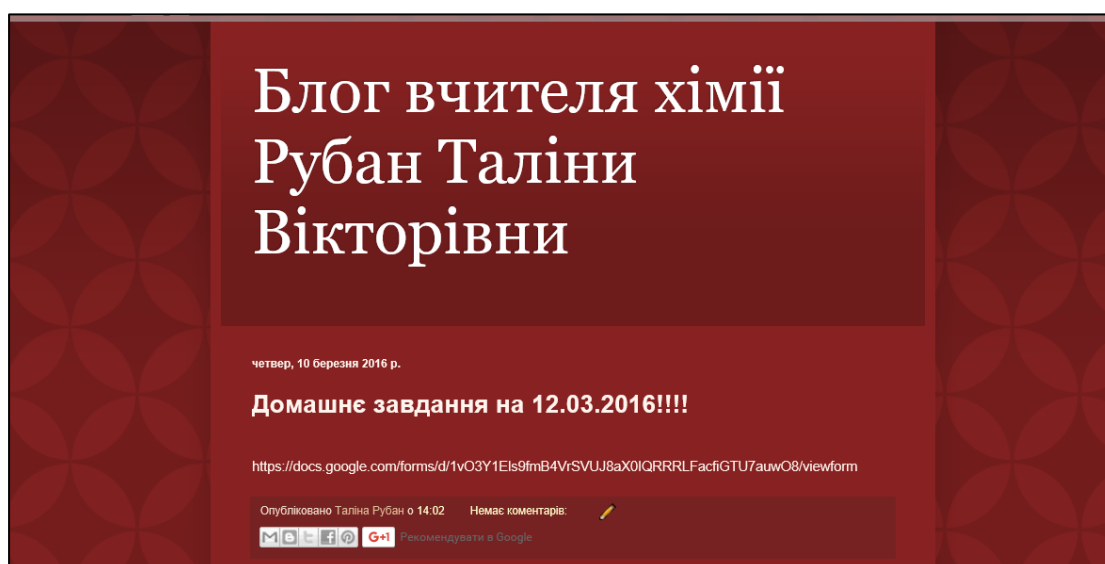 Блог вчителя хімії
Рубан Таліни
Вікторівни
четвер, 10 березня 2016 р.
Домашнє завдання на 12.03.2016!!!!
https://docs.google.com/forms/d/1vO3Y1Els9fmB4VrSVUJ8aX0IQRRRLFacfiGTU7auwO8/viewform
Опубліковано Таліна Рубан о 14:02 Немає коментарів:
G+1 Рекомендувати в Google